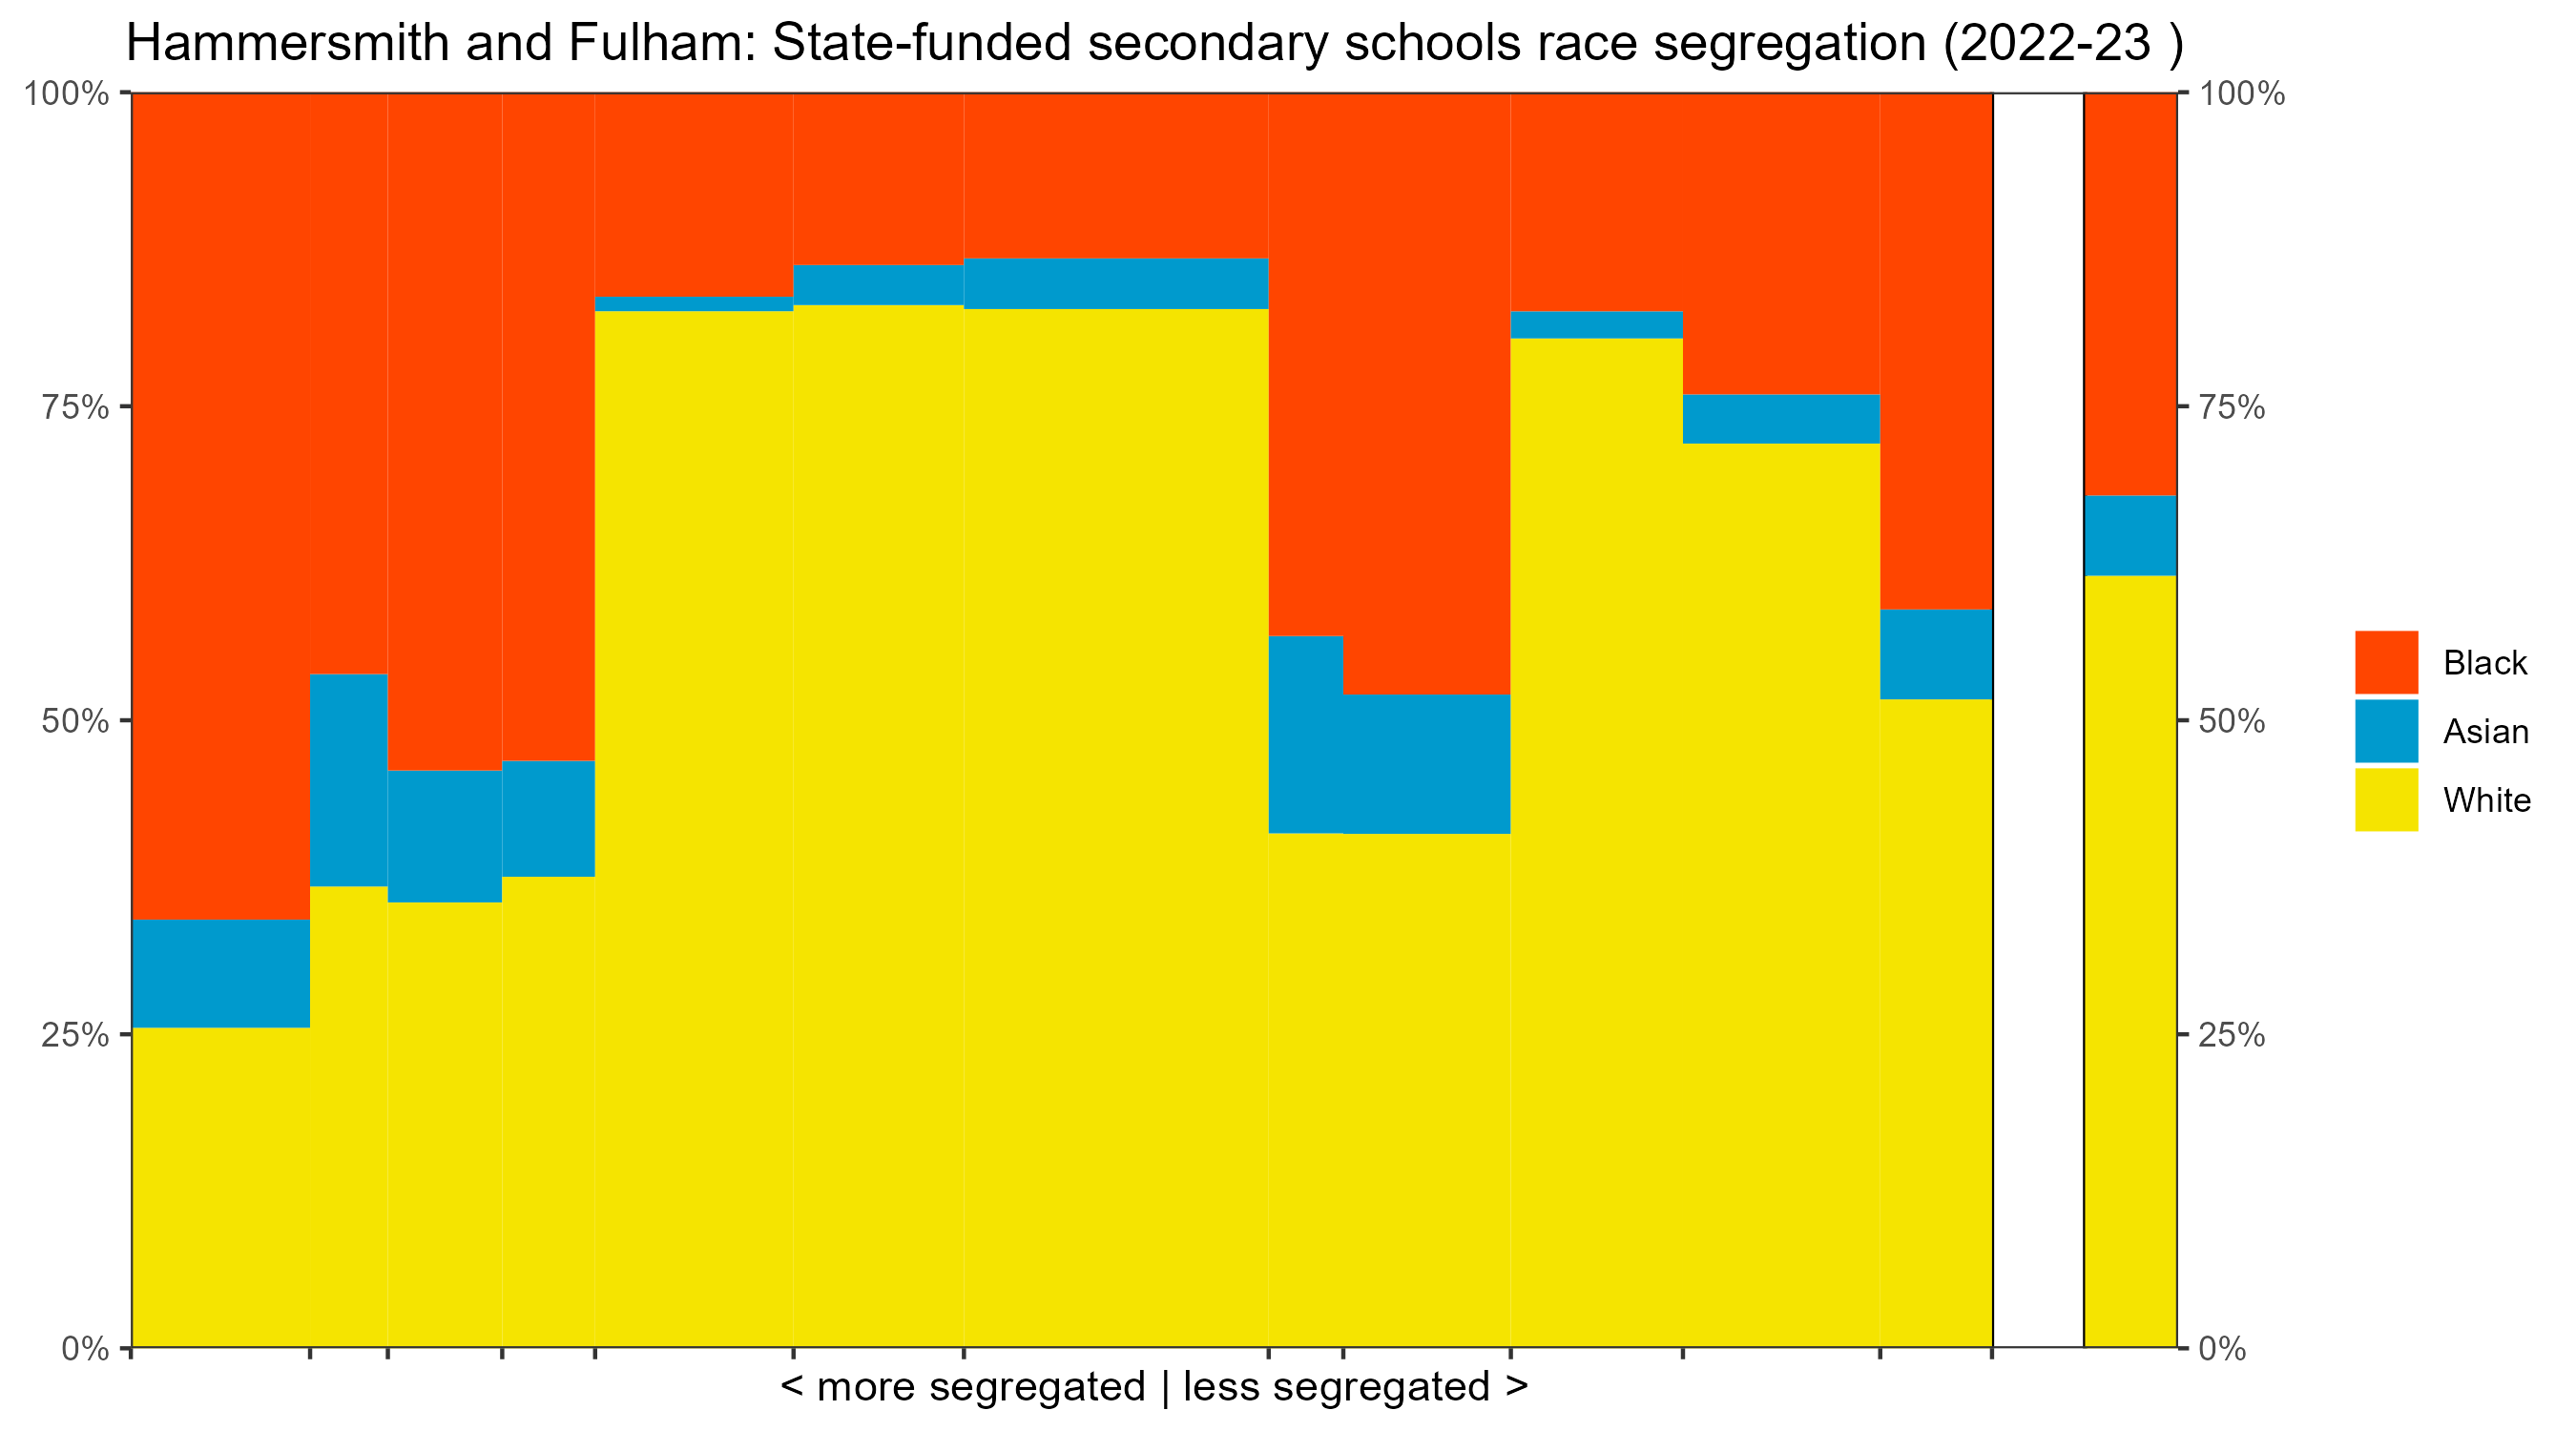 Hammersmith and Fulham: State-funded secondary schools race segregation (2022-23 )
100%
75%
50%
25%
0%
100%
75%
50%
25%
0%
Black
Asian
White
< more segregated | less segregated >